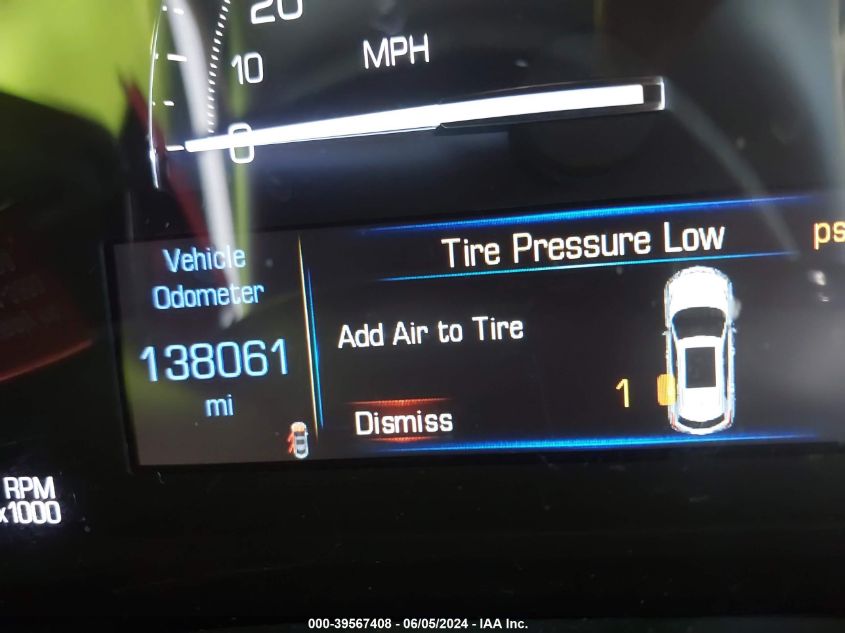 20
10
MPH
0
Tire Pressure Low
ps
Vehicle
Odometer
138061
mi
Add Air to Tire
1
Dismiss
RPM
x1000
000-39567408 - 06/05/2024 - IAA Inc.